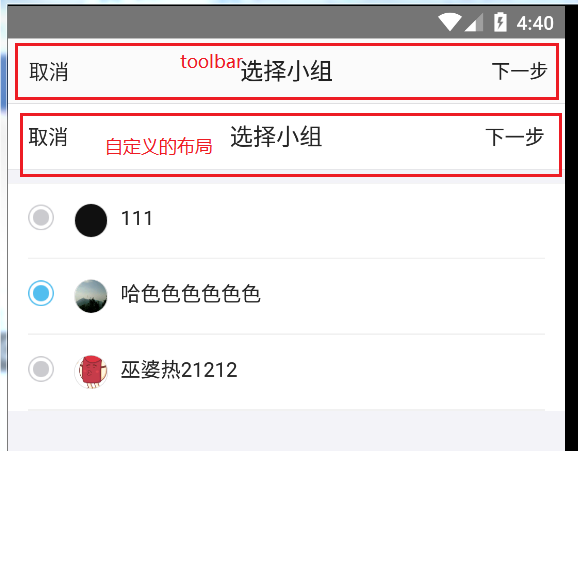 4:40
取消 toolbar 选择小组 下一步
取消 自定义的布局 选择小组 下一步
111
哈色色色色色色
巫婆热21212